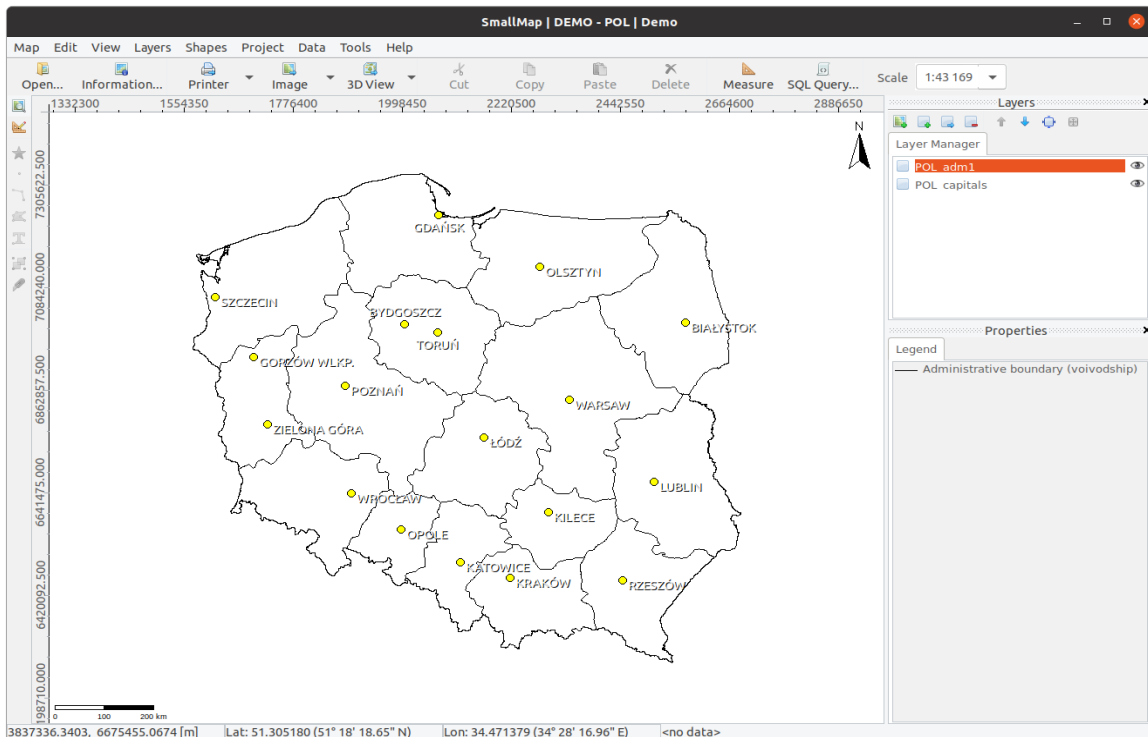 SmallMap | DEMO - POL | Demo
Map Edit View Layers Shapes Project Data Tools Help
Open... Information... Printer Image 3D View Cut Copy Paste Delete Measure SQL Query... Scale 1:43 169
1332300 1554350 1776400 1998450 2220500 2442550 2664600 2886650
Layers
Layer Manager
POL_adm1
POL_capitals
Properties
Legend
Administrative boundary (voivodship)
7305622.500
7084240.000
6862857.500
6641475.000
6420092.500
198710.000
N
GDAŃSK
OLSZTYN
SZCZECIN
BYDGOSZCZ
TORUŃ
BIAŁYSTOK
GORZÓW WLKP.
POZNAŃ
WARSAW
ZIELONA GÓRA
ŁÓDŹ
LUBLIN
WROCŁAW
KILECE
OPOLE
KATOWICE
KRAKÓW
RZESZÓW
0 100 200 km
3837336.3403, 6675455.0674 [m] Lat: 51.305180 (51° 18' 18.65" N) Lon: 34.471379 (34° 28' 16.96" E) <no data>